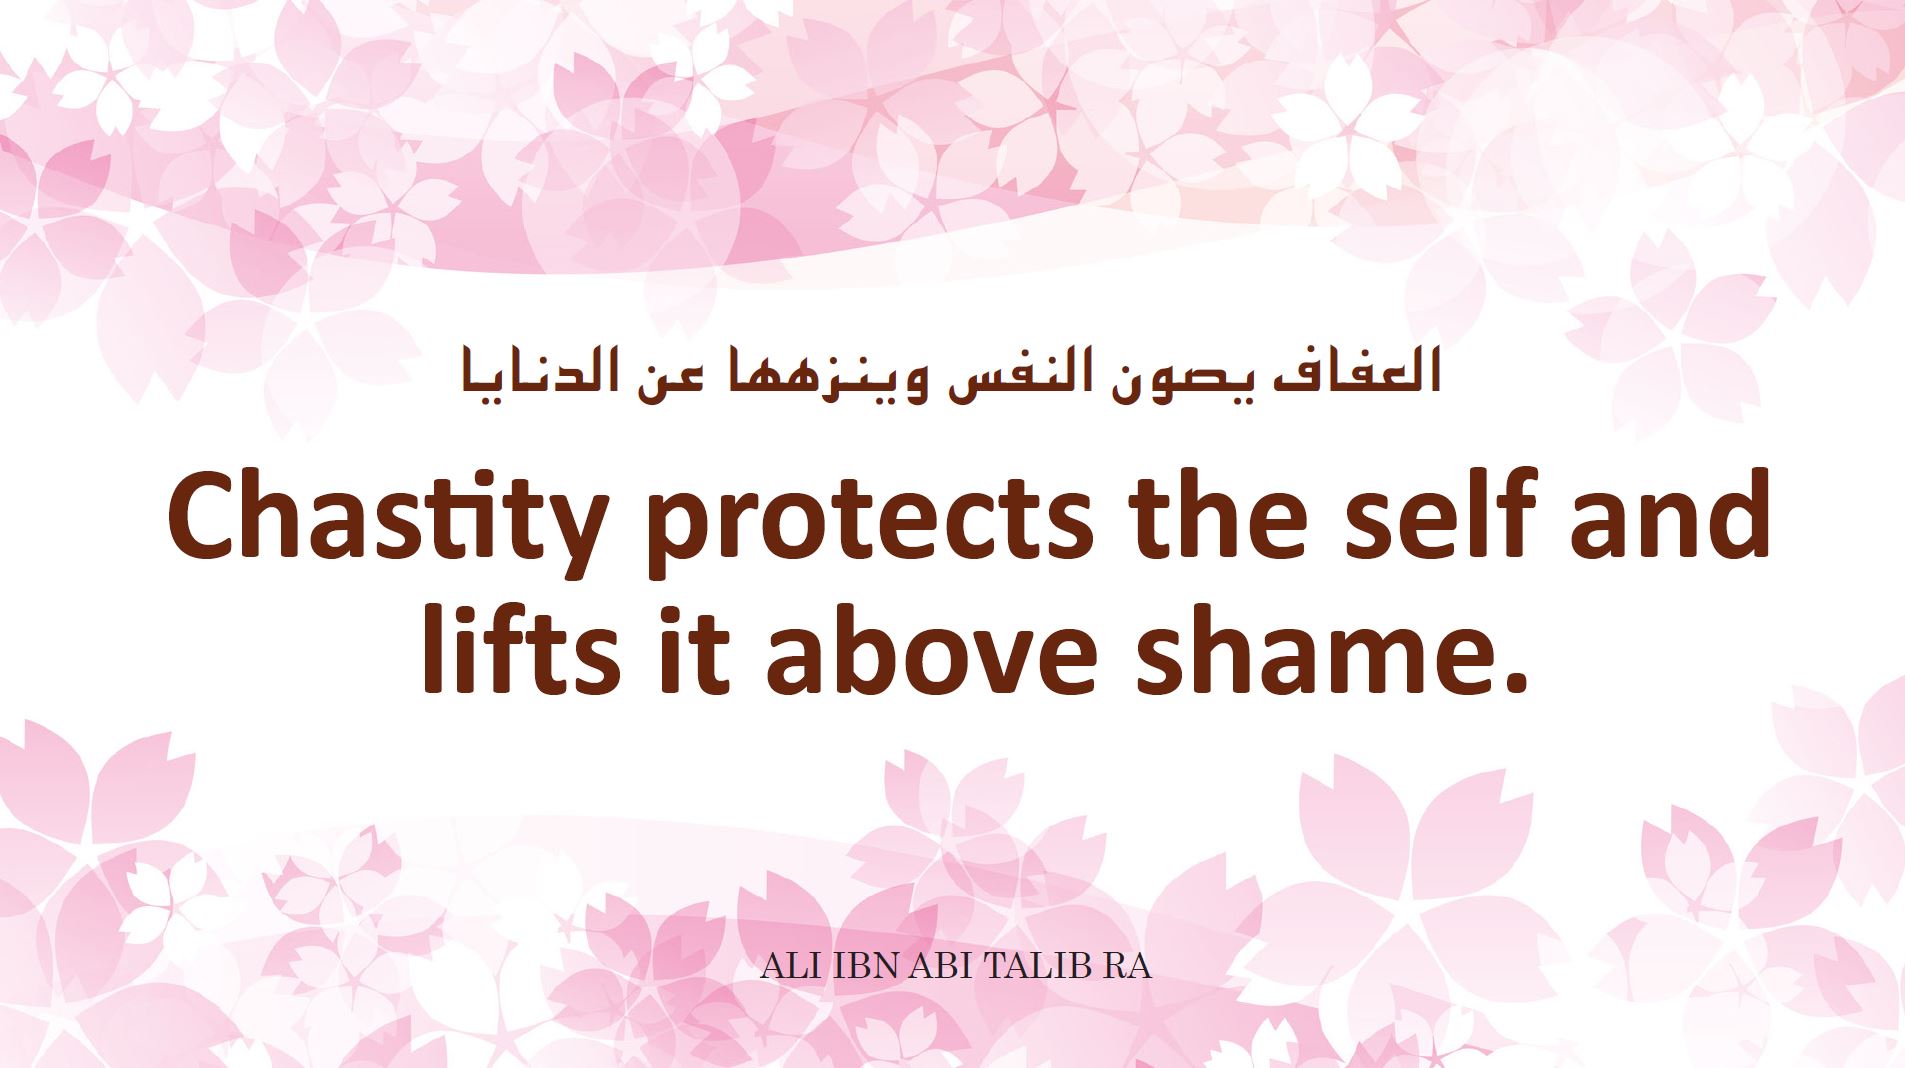 العفاف يصون النفس وينزهها عن الدنايا
Chastity protects the self and
lifts it above shame.
ALI IBN ABI TALIB RA